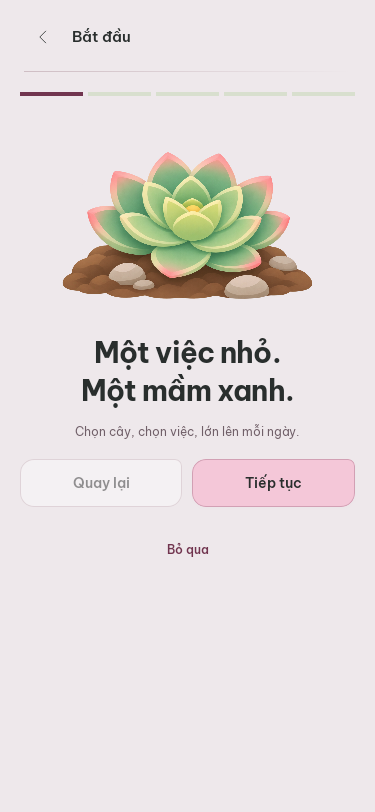 Bắt đầu
Một việc nhỏ.
Một mầm xanh.
Chọn cây, chọn việc, lớn lên mỗi ngày.
Quay lại
Tiếp tục
Bỏ qua